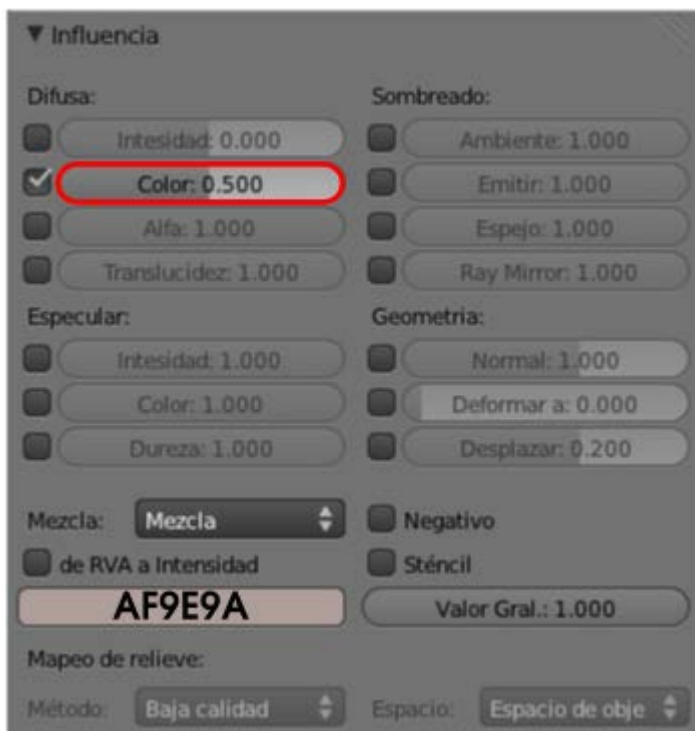 Influencia
Difusa:
Sombreado:
Intesidad: 0.000
Ambiente: 1.000
Color: 0.500
Emitir: 1.000
Alfa: 1.000
Espejo: 1.000
Translucidez: 1.000
Ray Mirror: 1.000
Especular:
Geometria:
Intesidad: 1.000
Normal: 1.000
Color: 1.000
Deformar a: 0.000
Dureza: 1.000
Desplazar: 0.200
Mezcla: Mezcla
Negativo
de RVA a Intensidad
Sténcil
AF9E9A
Valor Gral.: 1.000
Mapeo de relieve:
Método: Baja calidad
Espacio: Espacio de obje